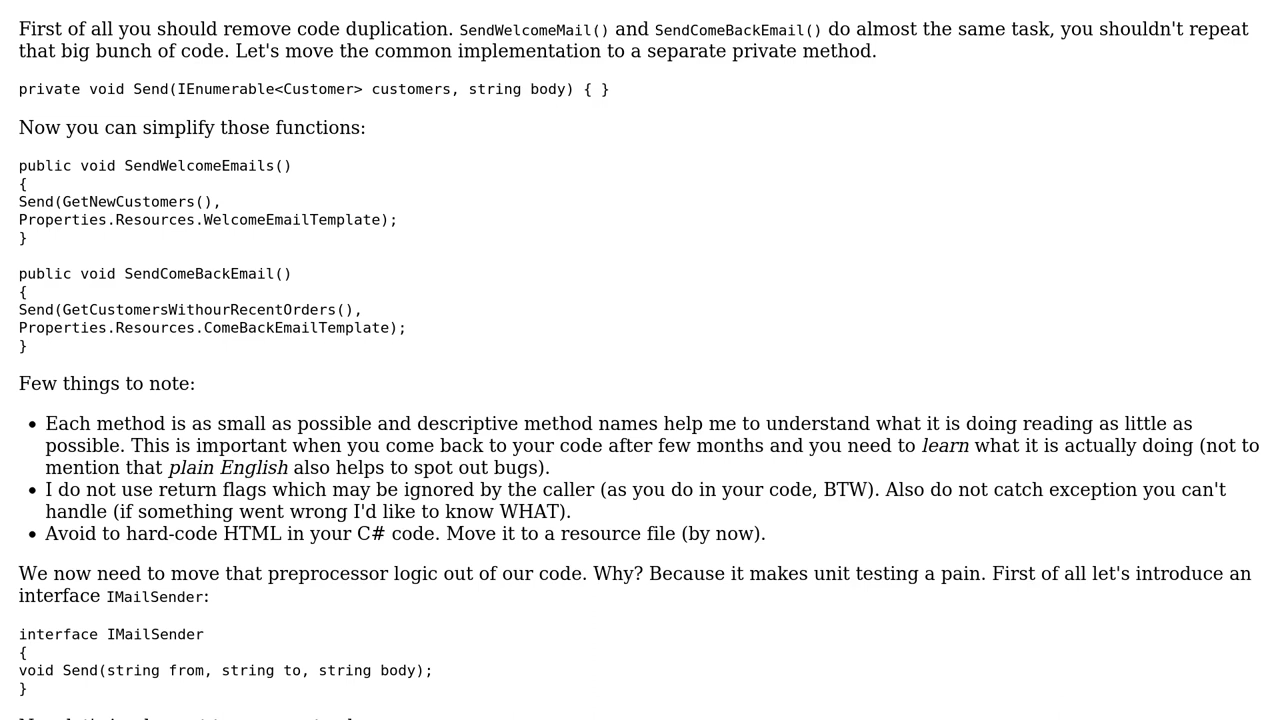 First of all you should remove code duplication. SendWelcomeMail() and SendComeBackEmail() do almost the same task, you shouldn't repeat
that big bunch of code. Let's move the common implementation to a separate private method.
private void Send(IEnumerable<Customer> customers, string body) { }
Now you can simplify those functions:
public void SendWelcomeEmails()
{
Send(GetNewCustomers(),
Properties.Resources.WelcomeEmailTemplate);
}
public void SendComeBackEmail()
{
Send(GetCustomersWithourRecentOrders(),
Properties.Resources.ComeBackEmailTemplate);
}
Few things to note:
• Each method is as small as possible and descriptive method names help me to understand what it is doing reading as little as
possible. This is important when you come back to your code after few months and you need to learn what it is actually doing (not to
mention that plain English also helps to spot out bugs).
• I do not use return flags which may be ignored by the caller (as you do in your code, BTW). Also do not catch exception you can't
handle (if something went wrong I'd like to know WHAT).
• Avoid to hard-code HTML in your C# code. Move it to a resource file (by now).
We now need to move that preprocessor logic out of our code. Why? Because it makes unit testing a pain. First of all let's introduce an
interface IMailSender:
interface IMailSender
{
void Send(string from, string to, string body);
}